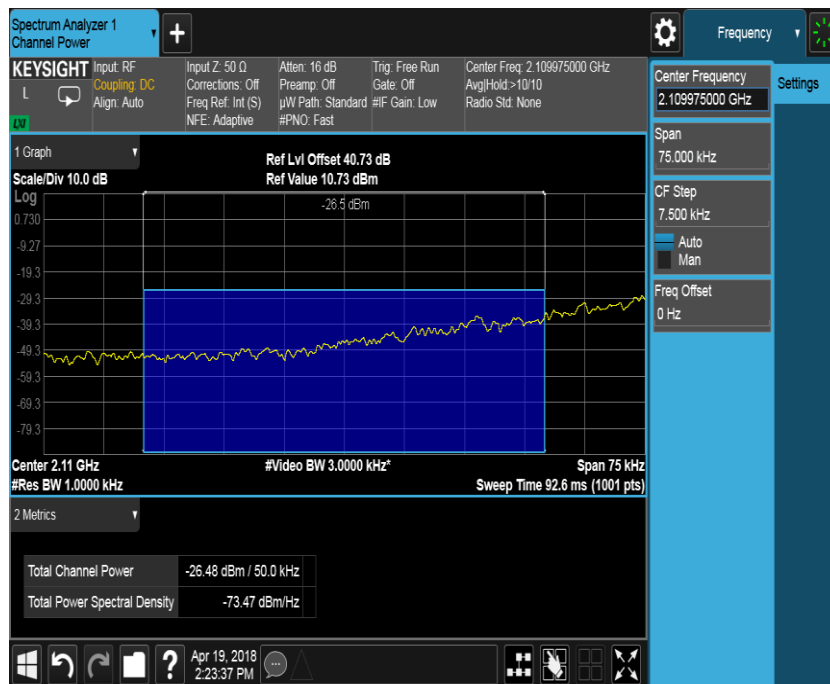 Spectrum Analyzer 1
Channel Power
+
Frequency
KEYSIGHT
L
LXI
Input: RF
Coupling: DC
Align: Auto
Input Z: 50 Ω
Corrections: Off
Freq Ref: Int (S)
NFE: Adaptive
Atten: 16 dB
Preamp: Off
µW Path: Standard
#PNO: Fast
Trig: Free Run
Gate: Off
#IF Gain: Low
Center Freq: 2.109975000 GHz
Avg|Hold:>10/10
Radio Std: None
Center Frequency
2.109975000 GHz
Settings
Span
75.000 kHz
CF Step
7.500 kHz
Auto
Man
Freq Offset
0 Hz
1 Graph
Scale/Div 10.0 dB
Ref Lvl Offset 40.73 dB
Ref Value 10.73 dBm
Log
-26.5 dBm
0.730
-9.27
-19.3
-29.3
-39.3
-49.3
-59.3
-69.3
-79.3
Center 2.11 GHz
#Video BW 3.0000 kHz*
Span 75 kHz
#Res BW 1.0000 kHz
Sweep Time 92.6 ms (1001 pts)
2 Metrics
Total Channel Power -26.48 dBm / 50.0 kHz
Total Power Spectral Density -73.47 dBm/Hz
?
Apr 19, 2018
2:23:37 PM